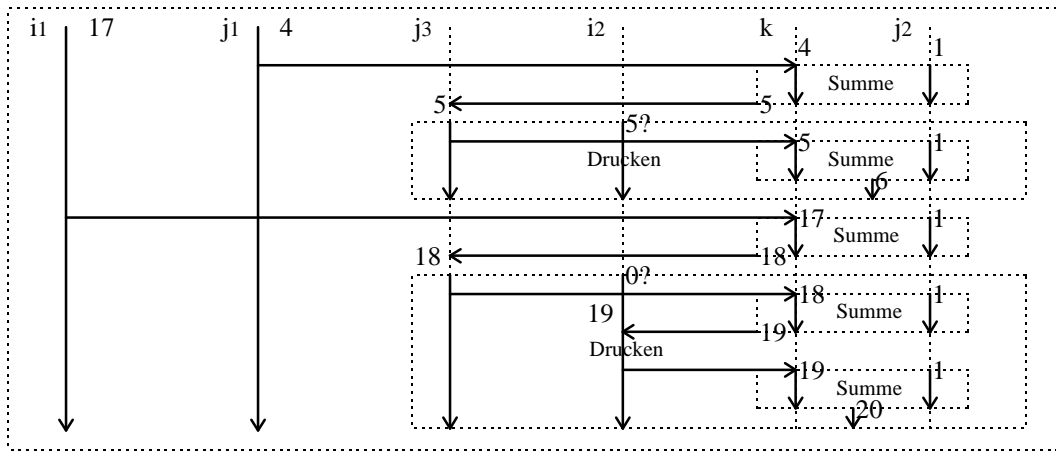 i1 17 j1 4 j3 i2 k j2
4 1
Summe
5 5
5?
5 1
Drucken Summe
6
17 1
Summe
18 18
0?
18 1
19 Summe
19
Drucken
19 1
Summe
20